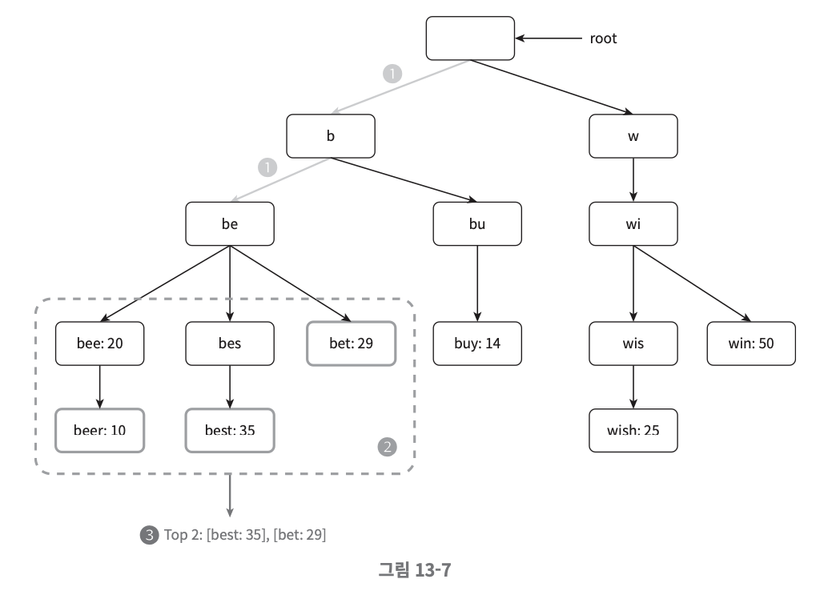 root
1
b
w
1
be
bu
wi
bee: 20
bes
bet: 29
buy: 14
wis
win: 50
beer: 10
best: 35
2
wish: 25
3 Top 2: [best: 35], [bet: 29]
그림 13-7